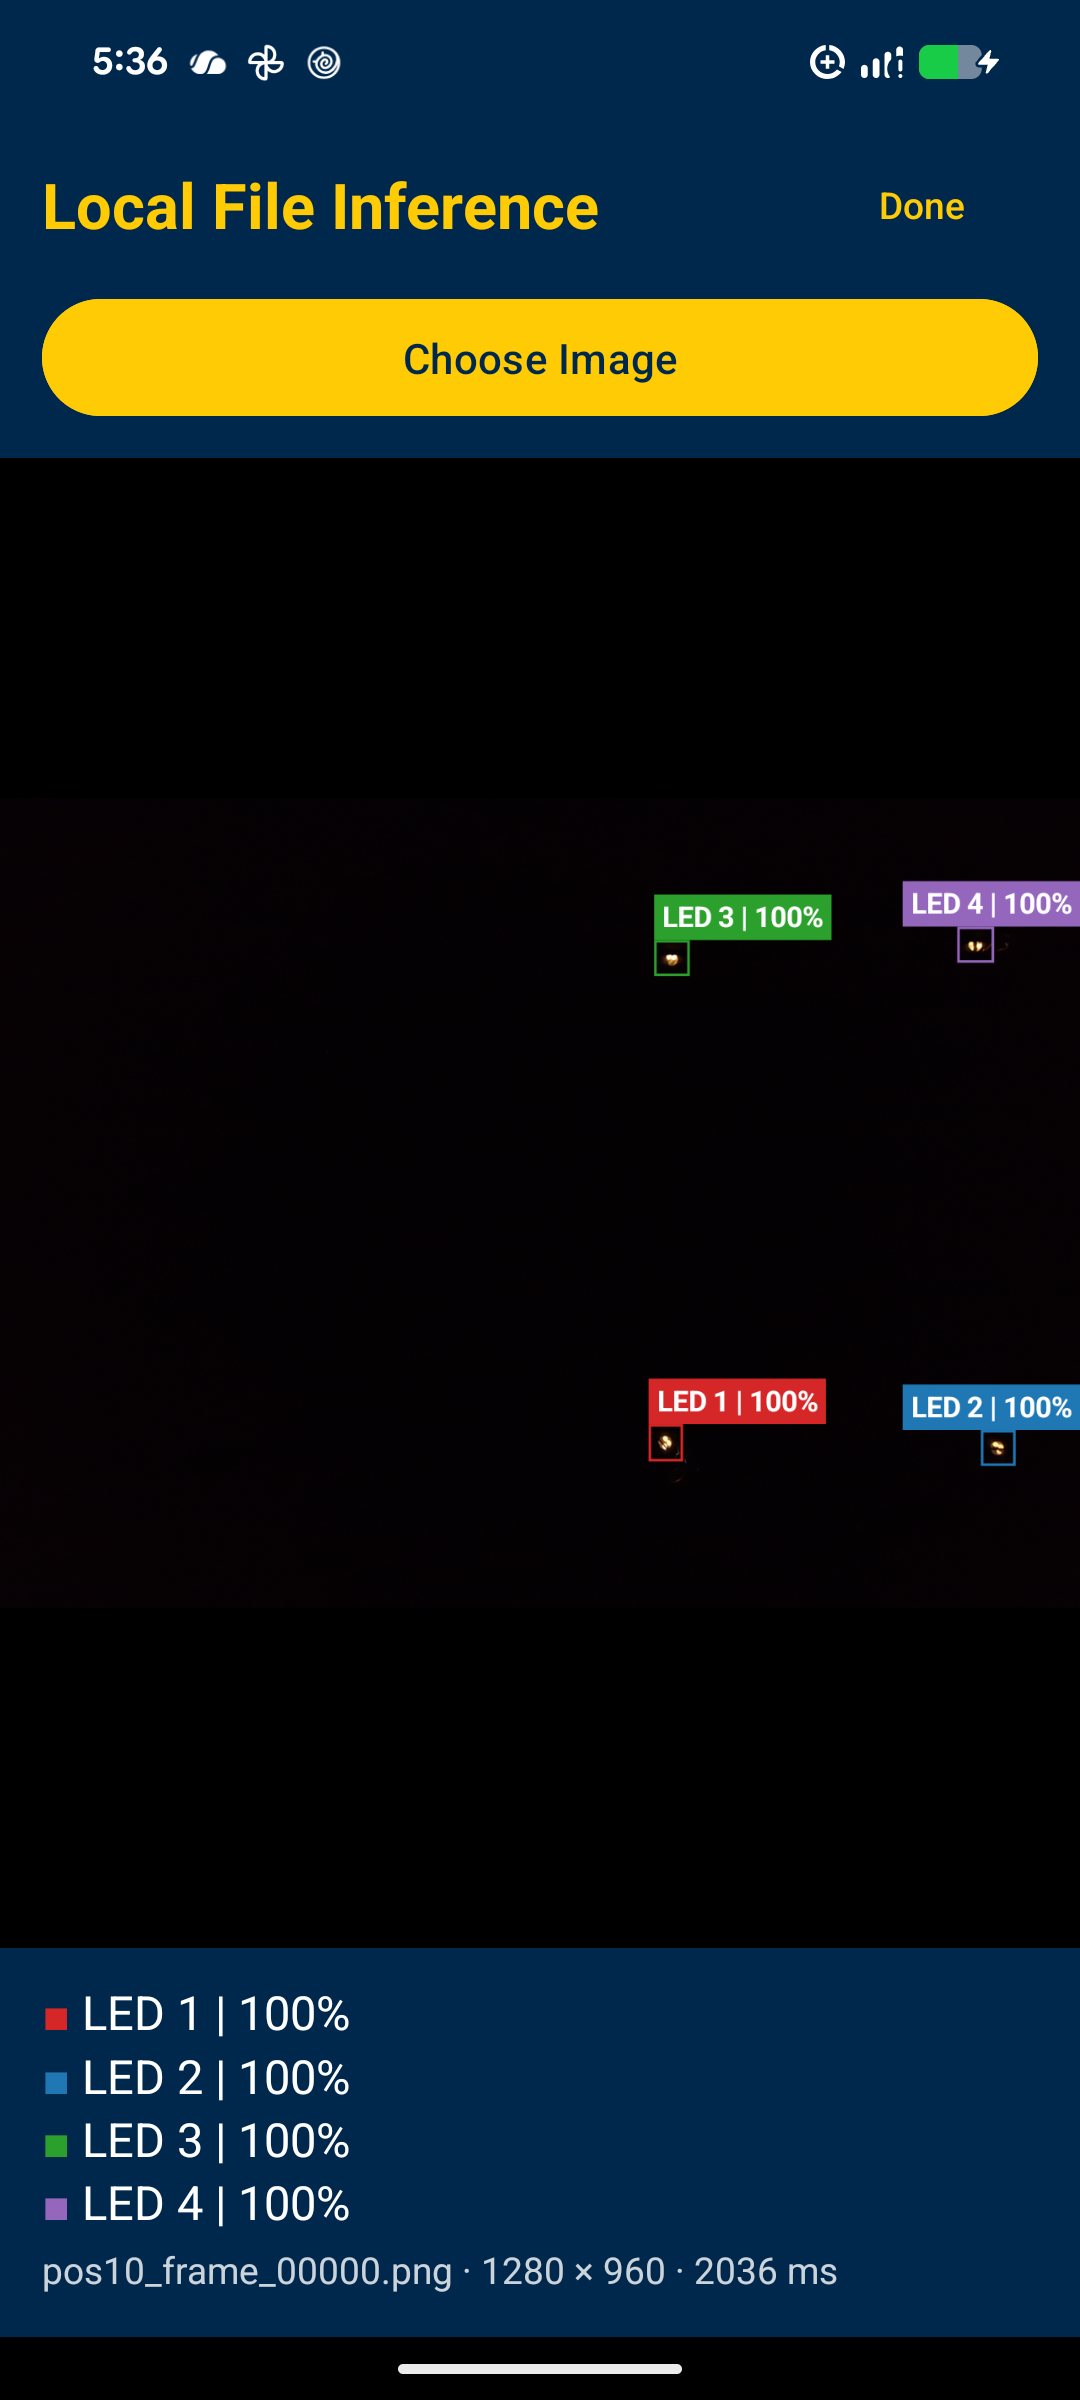 5:36
Local File Inference
Done
Choose Image
LED 3 | 100%
LED 4 | 100%
LED 1 | 100%
LED 2 | 100%
LED 1 | 100%
LED 2 | 100%
LED 3 | 100%
LED 4 | 100%
pos10_frame_00000.png · 1280 × 960 · 2036 ms